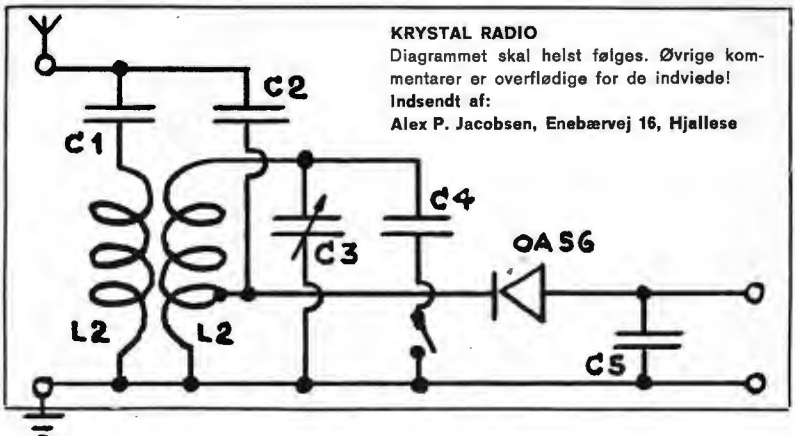 KRYSTAL RADIO
Diagrammet skal helst følges. Øvrige kom-
mentarer er overflødige for de indviede!
Indsendt af:
Alex P. Jacobsen, Enebærvej 16, Hjallese
C2
C1
C4
C3
OA56
L2
L2
C5